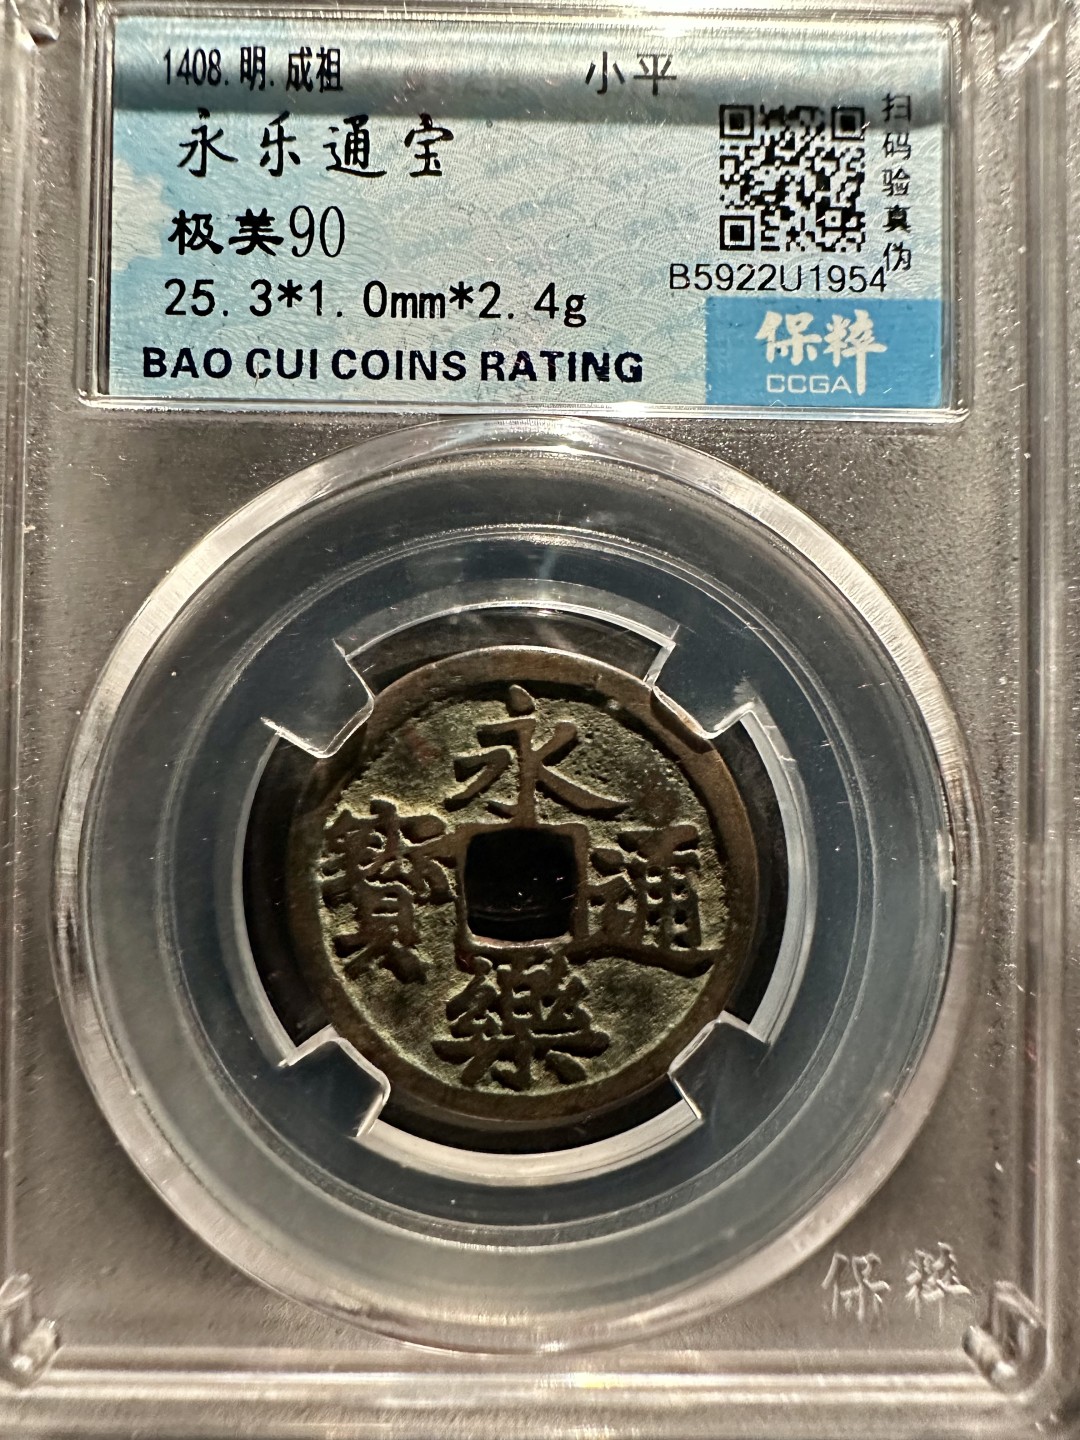 1408.明.成祖 小平
永乐通宝
极美90
25.3*1.0mm*2.4g
BAO CUI COINS RATING
扫码验真伪
B5922U1954
保粹
CCGA
永樂通寶
保粹